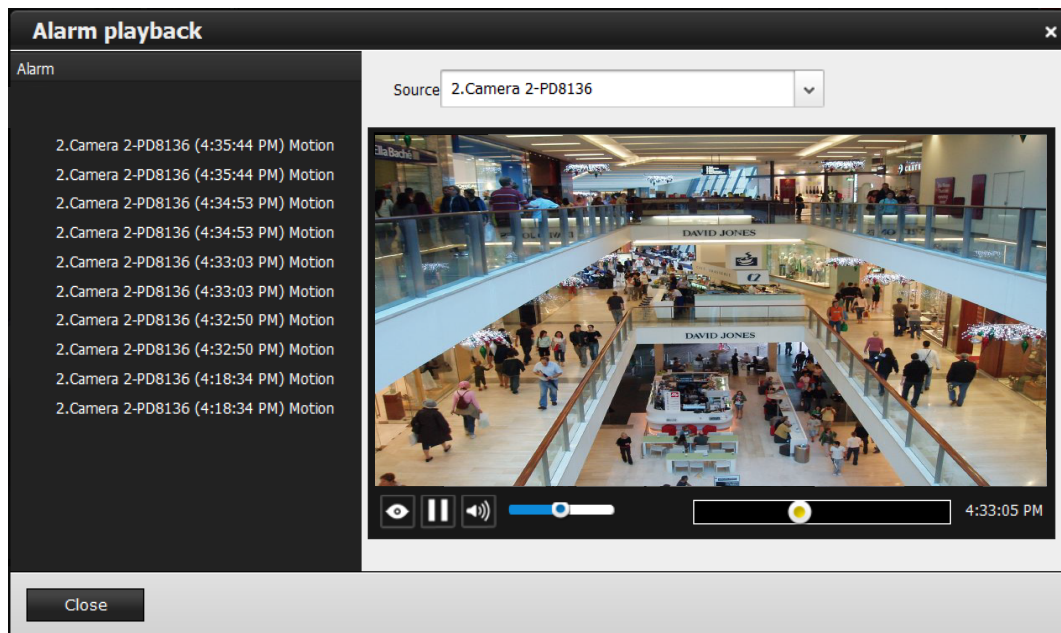 Alarm playback
Alarm
Source 2.Camera 2-PD8136
2.Camera 2-PD8136 (4:35:44 PM) Motion
2.Camera 2-PD8136 (4:35:44 PM) Motion
2.Camera 2-PD8136 (4:34:53 PM) Motion
2.Camera 2-PD8136 (4:34:53 PM) Motion
2.Camera 2-PD8136 (4:33:03 PM) Motion
2.Camera 2-PD8136 (4:33:03 PM) Motion
2.Camera 2-PD8136 (4:32:50 PM) Motion
2.Camera 2-PD8136 (4:32:50 PM) Motion
2.Camera 2-PD8136 (4:18:34 PM) Motion
2.Camera 2-PD8136 (4:18:34 PM) Motion
Ella Baché
DAVID JONES
DAVID JONES
4:33:05 PM
Close